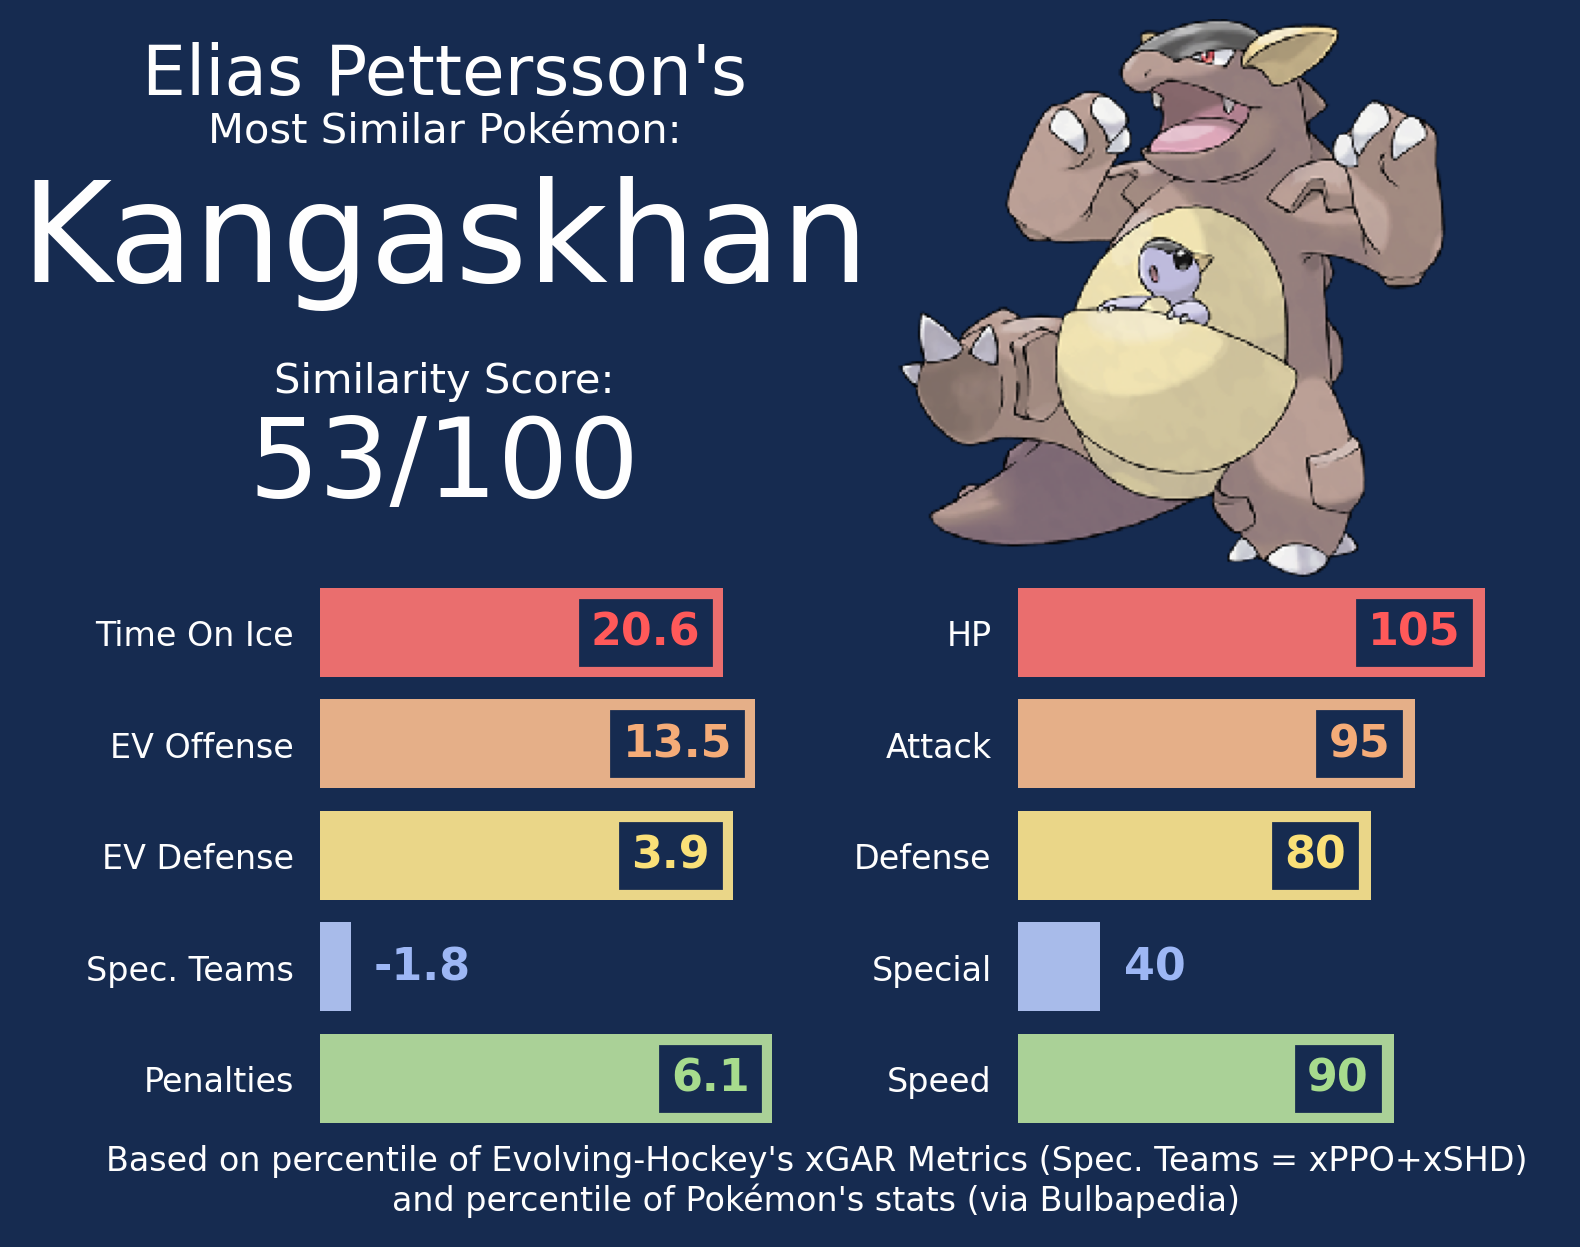 Elias Pettersson's
Most Similar Pokémon:
Kangaskhan
Similarity Score:
53/100
Time On Ice 20.6
EV Offense 13.5
EV Defense 3.9
Spec. Teams -1.8
Penalties 6.1
HP 105
Attack 95
Defense 80
Special 40
Speed 90
Based on percentile of Evolving-Hockey's xGAR Metrics (Spec. Teams = xPPO+xSHD)
and percentile of Pokémon's stats (via Bulbapedia)